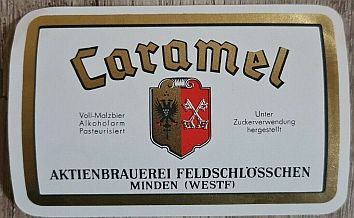 Caramel
Voll-Malzbier
Alkoholarm
Pasteurisiert
Unter
Zuckerverwendung
hergestellt
AKTIENBRAUEREI FELDSCHLÖSSCHEN
MINDEN (WESTF)